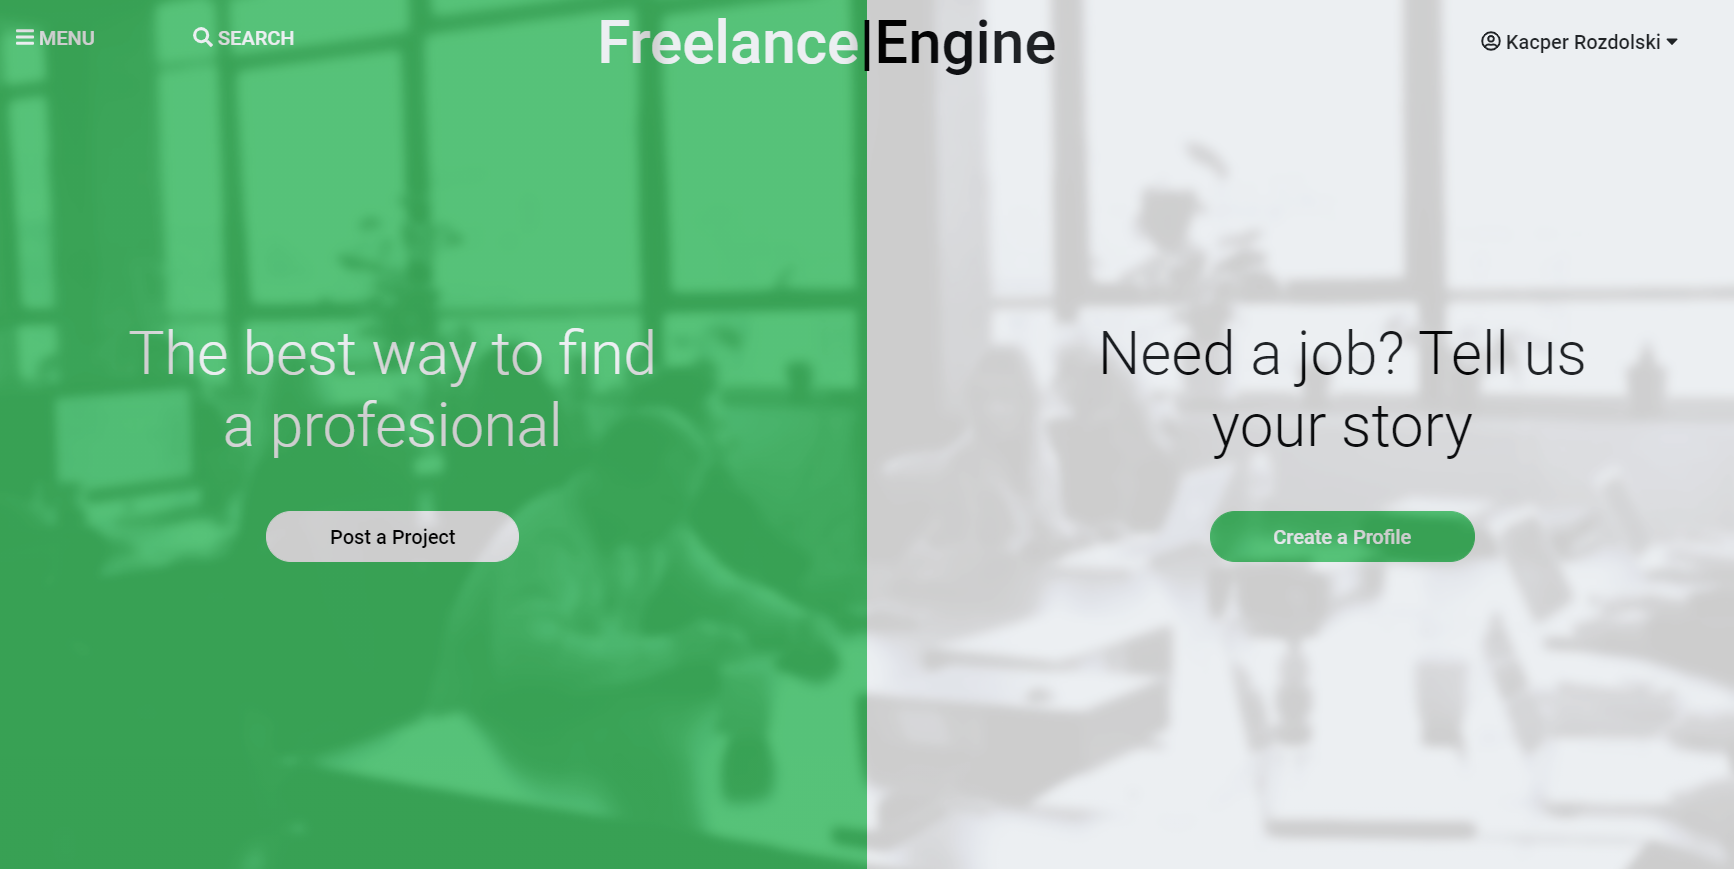 MENU
SEARCH
Freelance|Engine
Kacper Rozdolski
The best way to find
a profesional
Post a Project
Need a job? Tell us
your story
Create a Profile